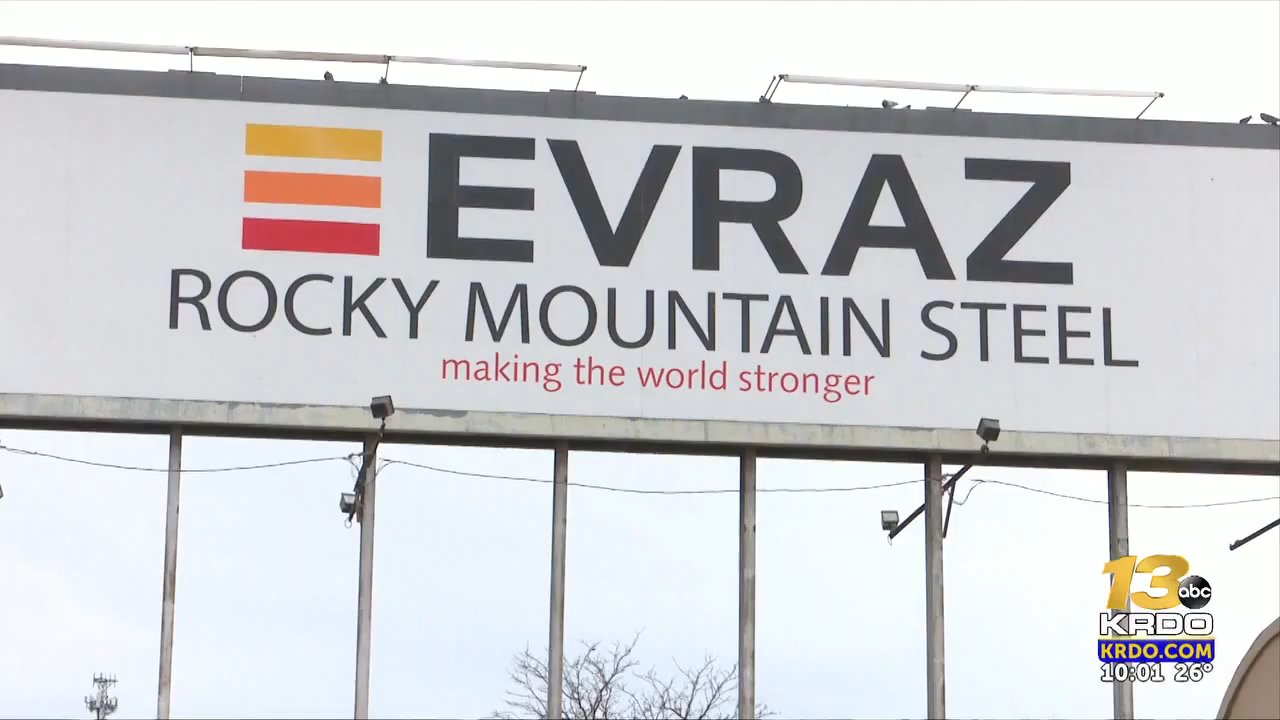 EVRAZ
ROCKY MOUNTAIN STEEL
making the world stronger
13 abc
KRDO
KRDO.COM
10:01 26°